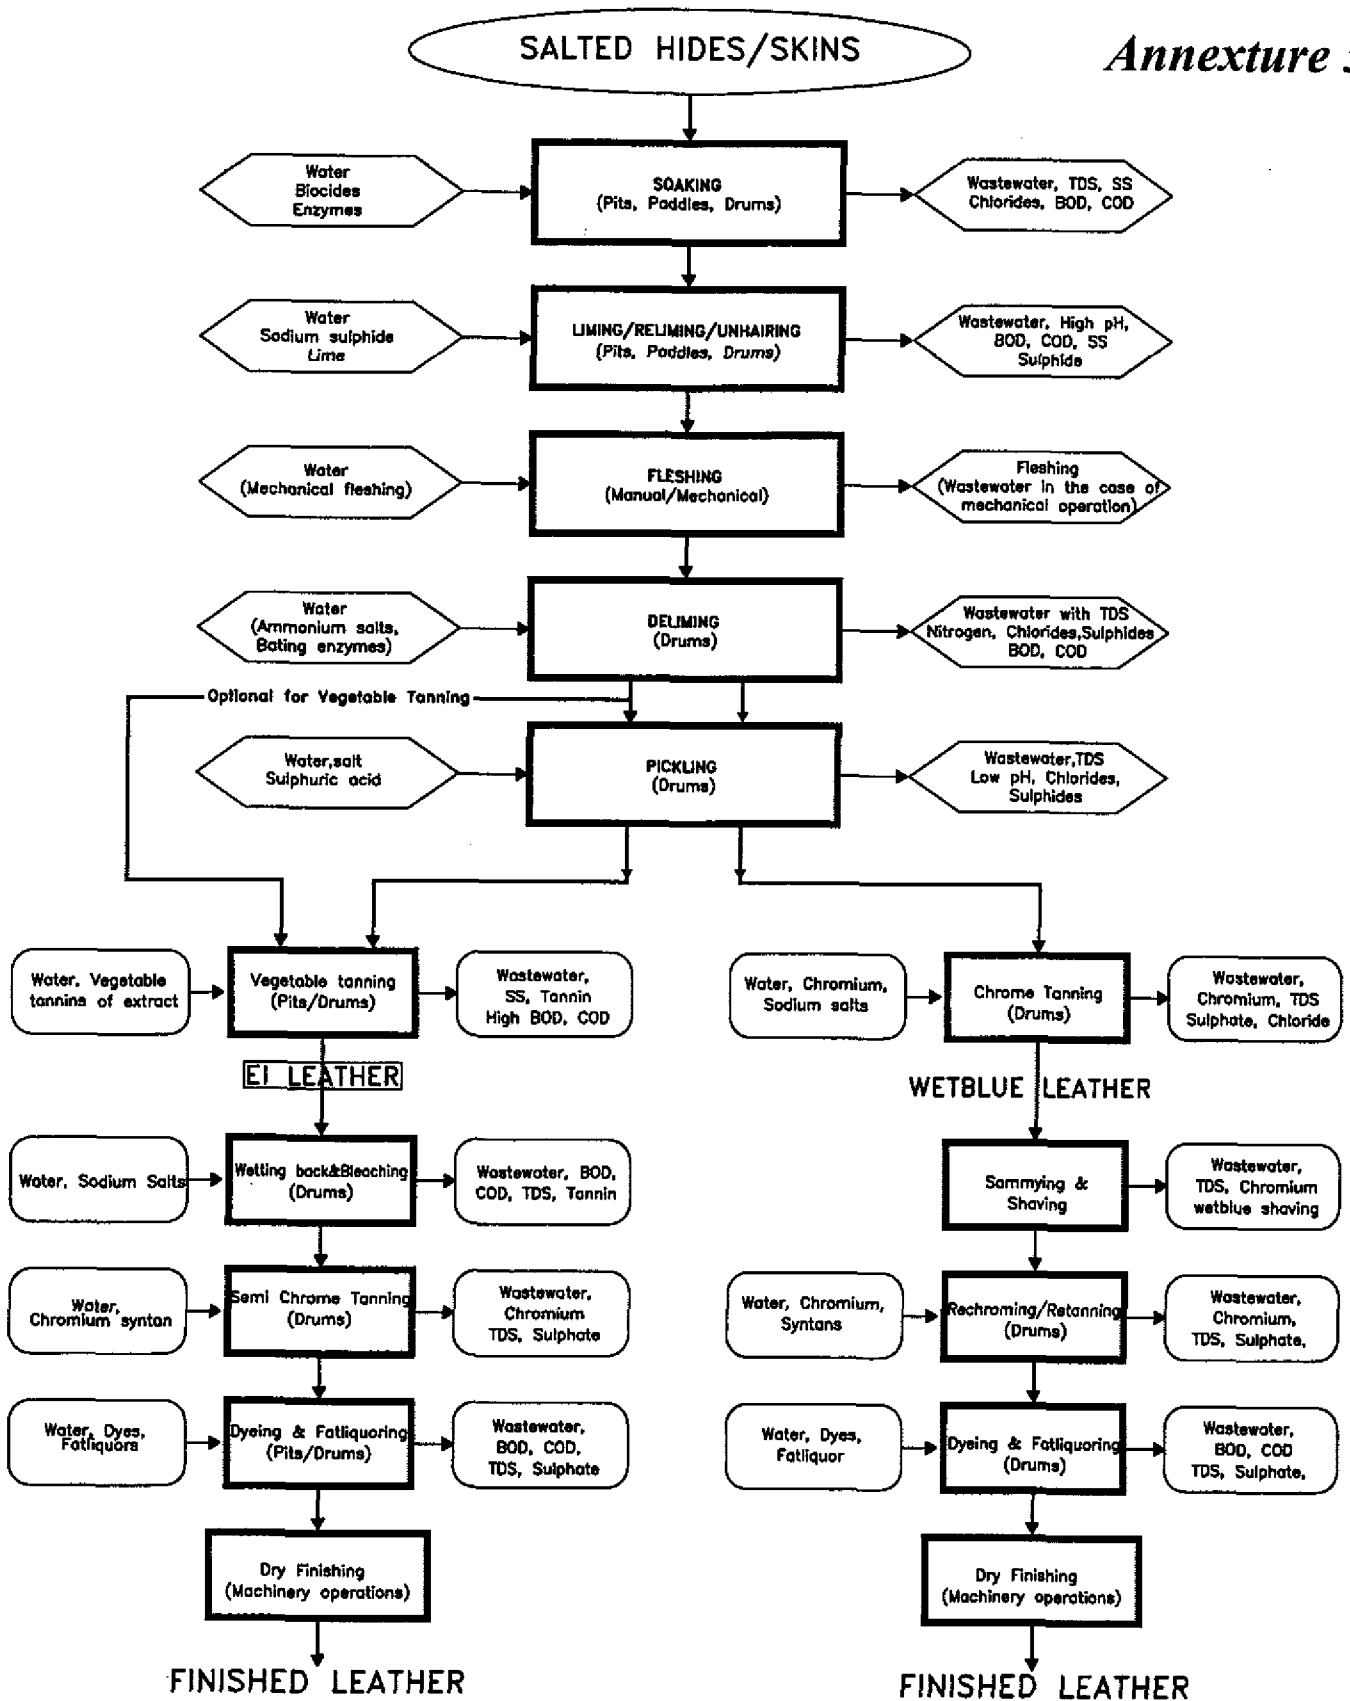 SALTED HIDES/SKINS
Annexture
Water
Biocides
Enzymes
SOAKING
(Pits, Paddles, Drums)
Wastewater, TDS, SS
Chlorides, BOD, COD
Water
Sodium sulphide
Lime
LIMING/RELIMING/UNHAIRING
(Pits, Paddles, Drums)
Wastewater, High pH,
BOD, COD, SS
Sulphide
Water
(Mechanical fleshing)
FLESHING
(Manual/Mechanical)
Fleshing
(Wastewater in the case of
mechanical operation)
Water
(Ammonium salts,
Bating enzymes)
DELIMING
(Drums)
Wastewater with TDS
Nitrogen, Chlorides,Sulphides
BOD, COD
Optional for Vegetable Tanning
Water,salt
Sulphuric acid
PICKLING
(Drums)
Wastewater,TDS
Low pH, Chlorides,
Sulphides
Water, Vegetable
tannins of extract
Vegetable tanning
(Pits/Drums)
Wastewater,
SS, Tannin
High BOD, COD
Water, Chromium,
Sodium salts
Chrome Tanning
(Drums)
Wastewater,
Chromium, TDS
Sulphate, Chloride
EI LEATHER
WETBLUE LEATHER
Water, Sodium Salts
Wetting back&Bleaching
(Drums)
Wastewater, BOD,
COD, TDS, Tannin
Sammying &
Shaving
Wastewater,
TDS, Chromium
wetblue shaving
Water,
Chromium syntan
Semi Chrome Tanning
(Drums)
Wastewater,
Chromium
TDS, Sulphate
Water, Chromium,
Syntans
Rechroming/Retanning
(Drums)
Wastewater,
Chromium,
TDS, Sulphate,
Water, Dyes,
Fatliquors
Dyeing & Fatliquoring
(Pits/Drums)
Wastewater,
BOD, COD,
TDS, Sulphate
Water, Dyes,
Fatliquor
Dyeing & Fatliquoring
(Drums)
Wastewater,
BOD, COD
TDS, Sulphate,
Dry Finishing
(Machinery operations)
Dry Finishing
(Machinery operations)
FINISHED LEATHER
FINISHED LEATHER